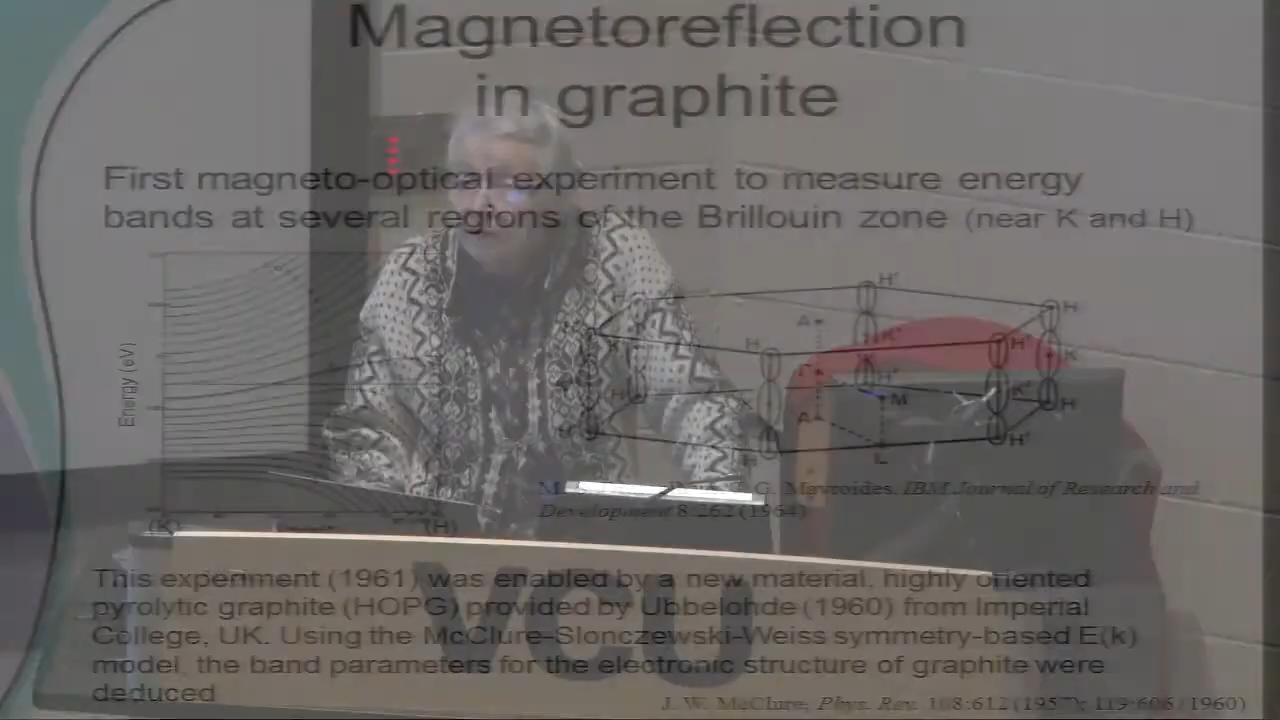 Magnetoreflection
in graphite
First magneto-optical experiment to measure energy
bands at several regions of the Brillouin zone (near K and H)
Energy (eV)
(K)
(H)
H'
H
A
K'
H
H'
K
K
H'
K'
M
H
H
A
H'
L
G. Mavroides. IBM Journal of Research and
Development 8:262 (1964)
This experiment (1961) was enabled by a new material, highly oriented
pyrolytic graphite (HOPG) provided by Ubbelohde (1960) from Imperial
College, UK. Using the McClure-Slonczewski-Weiss symmetry-based E(k)
model, the band parameters for the electronic structure of graphite were
deduced
J. W. McClure, Phys. Rev. 108:612 (1957); 119:606 (1960)
VCU